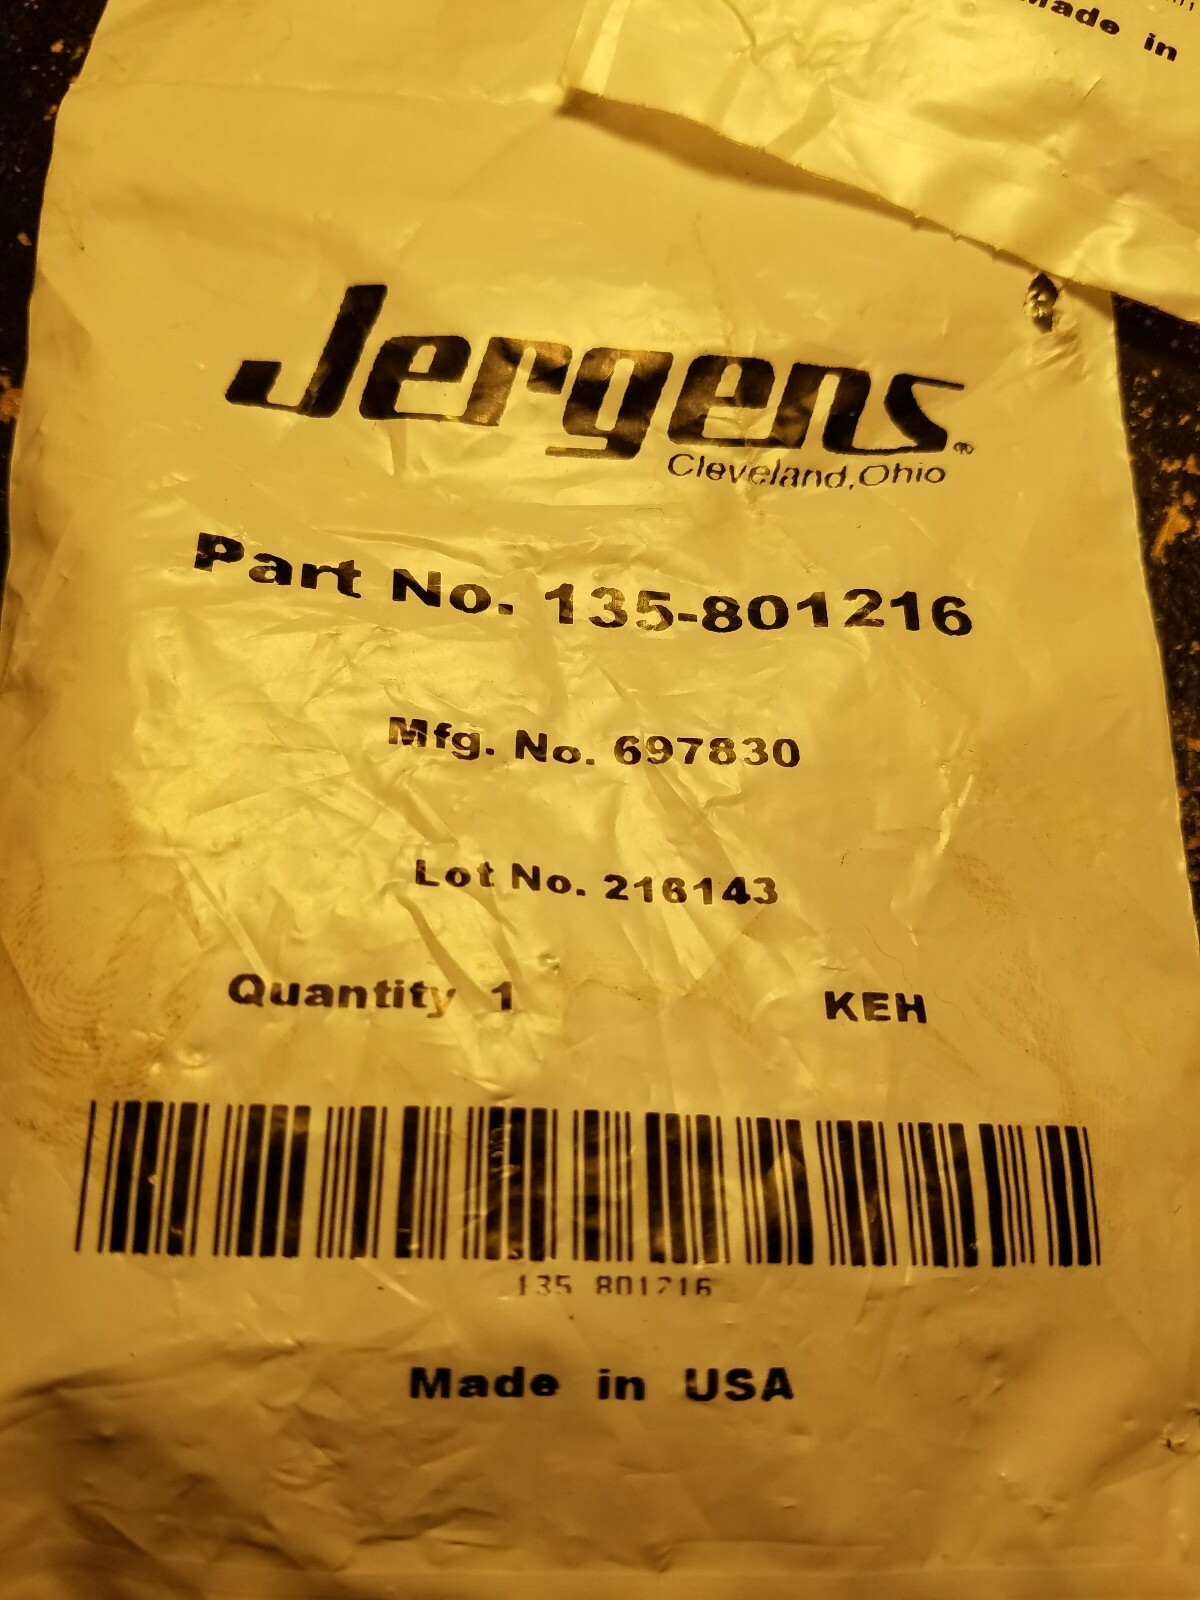 Made in
Jergens®
Cleveland, Ohio
Part No. 135-801216
Mfg. No. 697830
Lot No. 216143
Quantity 1 KEH
135 801216
Made in USA